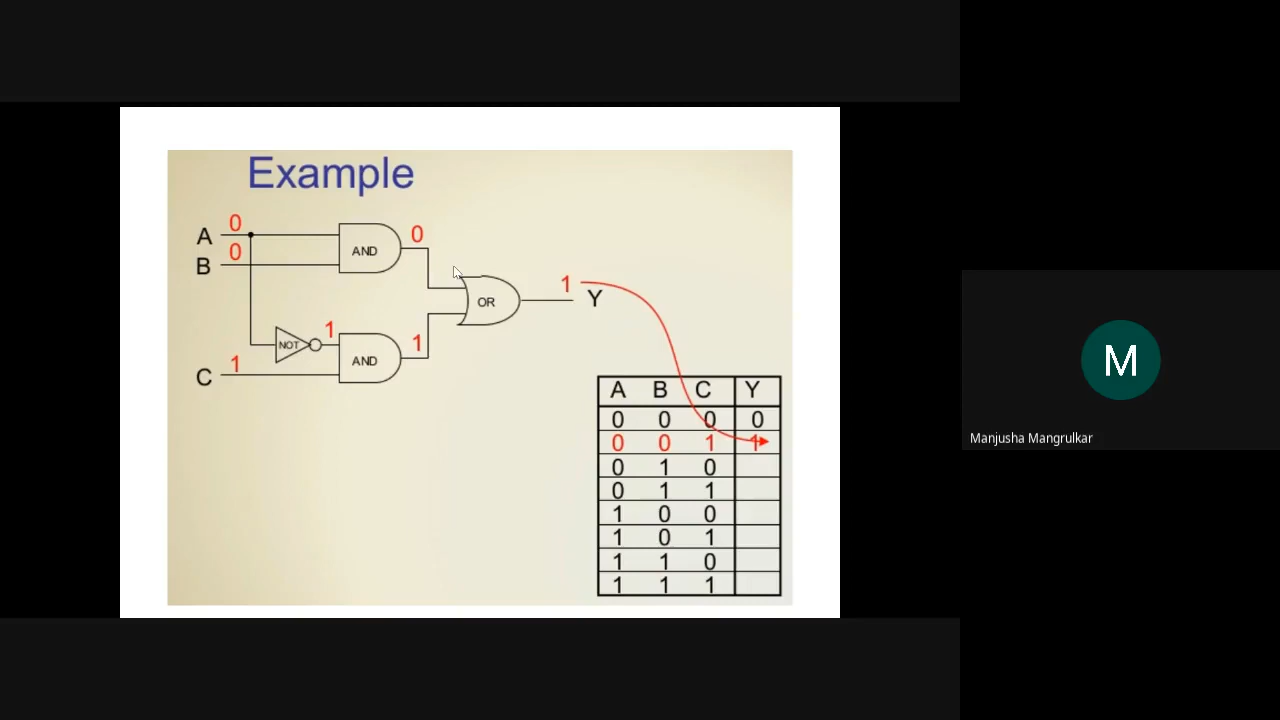 Example
A 0
B 0
AND
0
OR
1
Y
NOT
1
AND
1
C 1
A B C Y
0 0 0 0
0 0 1 1
0 1 0
0 1 1
1 0 0
1 0 1
1 1 0
1 1 1
M
Manjusha Mangrulkar